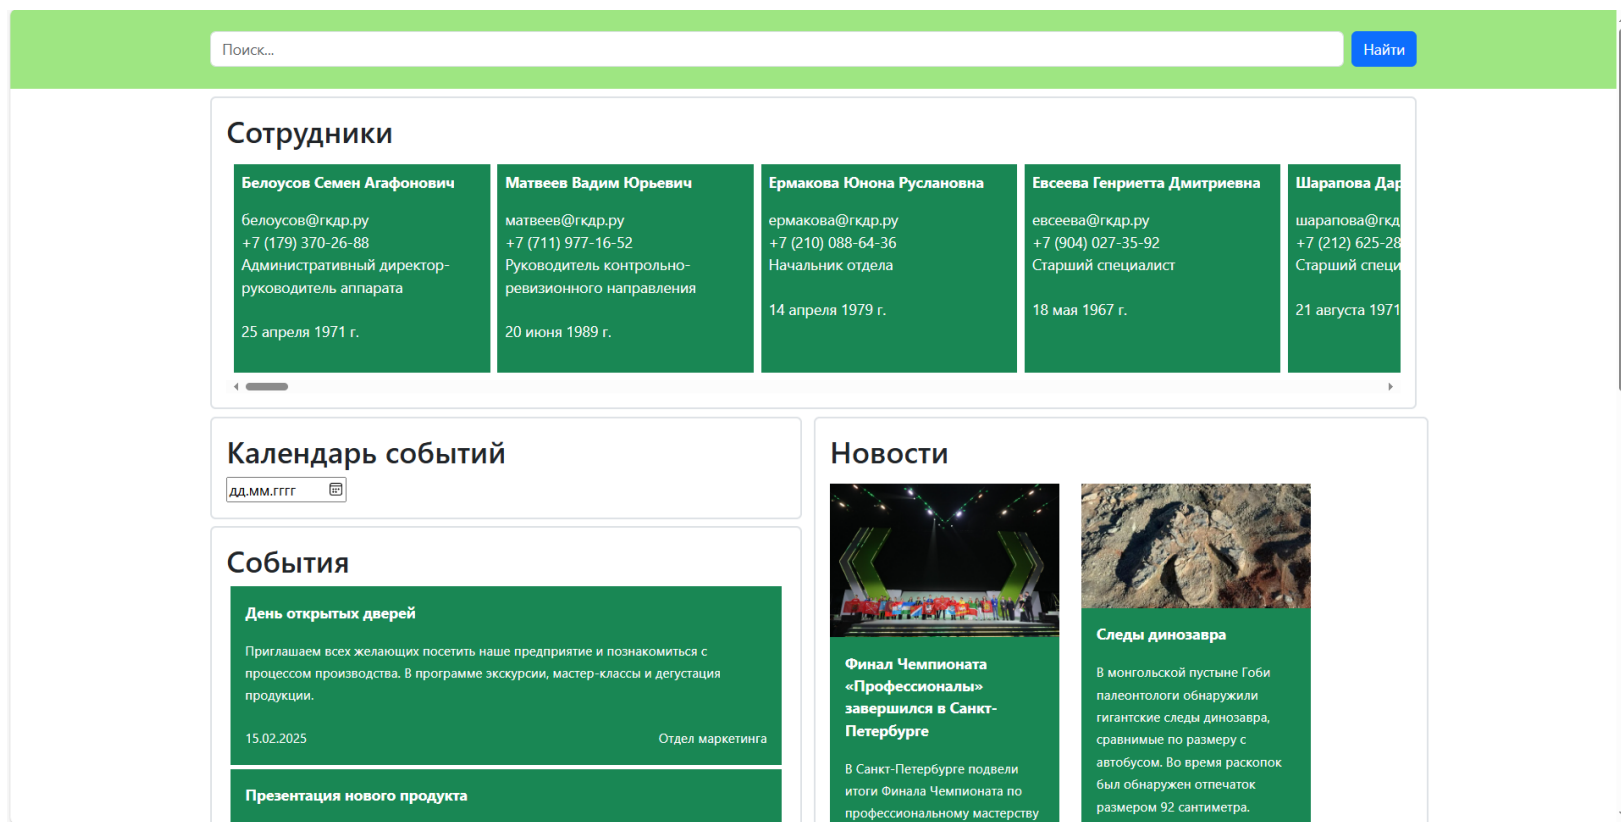 Поиск...
Найти
Сотрудники
Белоусов Семен Агафонович
белоусов@гкдр.ру
+7 (179) 370-26-88
Административный директор-
руководитель аппарата
25 апреля 1971 г.
Матвеев Вадим Юрьевич
матвеев@гкдр.ру
+7 (711) 977-16-52
Руководитель контрольно-
ревизионного направления
20 июня 1989 г.
Ермакова Юнона Руслановна
ермакова@гкдр.ру
+7 (210) 088-64-36
Начальник отдела
14 апреля 1979 г.
Евсеева Генриетта Дмитриевна
евсеева@гкдр.ру
+7 (904) 027-35-92
Старший специалист
18 мая 1967 г.
Шарапова Дар
шарапова@гкд
+7 (212) 625-28
Старший специ
21 августа 1971
Календарь событий
дд.мм.гггг
События
День открытых дверей
Приглашаем всех желающих посетить наше предприятие и познакомиться с
процессом производства. В программе экскурсии, мастер-классы и дегустация
продукции.
15.02.2025
Отдел маркетинга
Презентация нового продукта
Новости
Финал Чемпионата
«Профессионалы»
завершился в Санкт-
Петербурге
В Санкт-Петербурге подвели
итоги Финала Чемпионата по
профессиональному мастерству
Следы динозавра
В монгольской пустыне Гоби
палеонтологи обнаружили
гигантские следы динозавра,
сравнимые по размеру с
автобусом. Во время раскопок
был обнаружен отпечаток
размером 92 сантиметра.